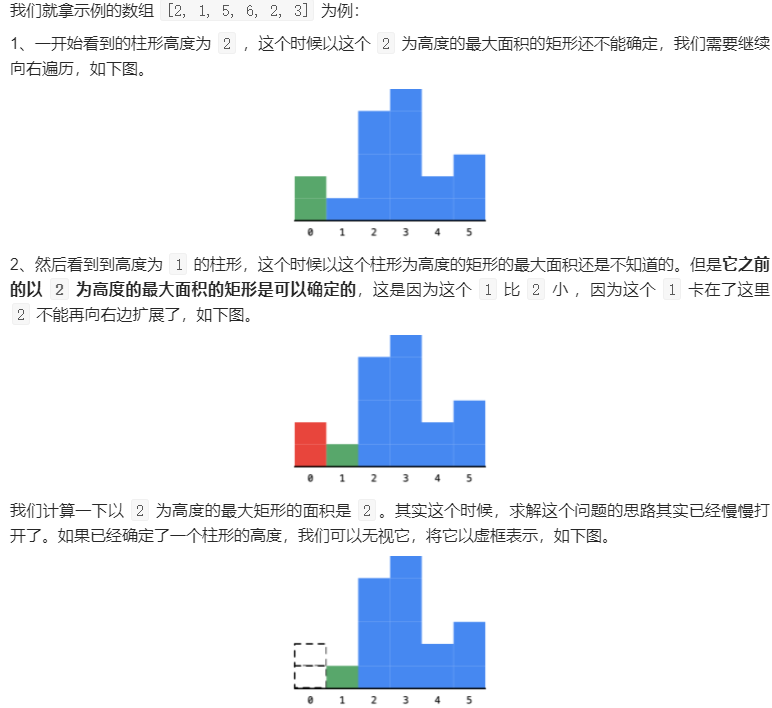 我们就拿示例的数组 [2, 1, 5, 6, 2, 3] 为例：
1、一开始看到的柱形高度为 2 ，这个时候以这个 2 为高度的最大面积的矩形还不能确定，我们需要继续
向右遍历，如下图。
0 1 2 3 4 5
2、然后看到到高度为 1 的柱形，这个时候以这个柱形为高度的矩形的最大面积还是不知道的。但是它之前
的以 2 为高度的最大面积的矩形是可以确定的，这是因为这个 1 比 2 小 ，因为这个 1 卡在了这里
2 不能再向右边扩展了，如下图。
0 1 2 3 4 5
我们计算一下以 2 为高度的最大矩形的面积是 2 。其实这个时候，求解这个问题的思路其实已经慢慢打
开了。如果已经确定了一个柱形的高度，我们可以无视它，将它以虚框表示，如下图。
0 1 2 3 4 5